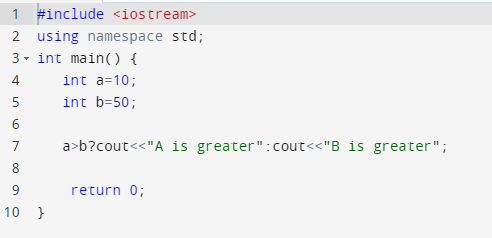 1 #include <iostream>
2 using namespace std;
3 int main() {
4 int a=10;
5 int b=50;
6
7 a>b?cout<<"A is greater":cout<<"B is greater";
8
9 return 0;
10 }